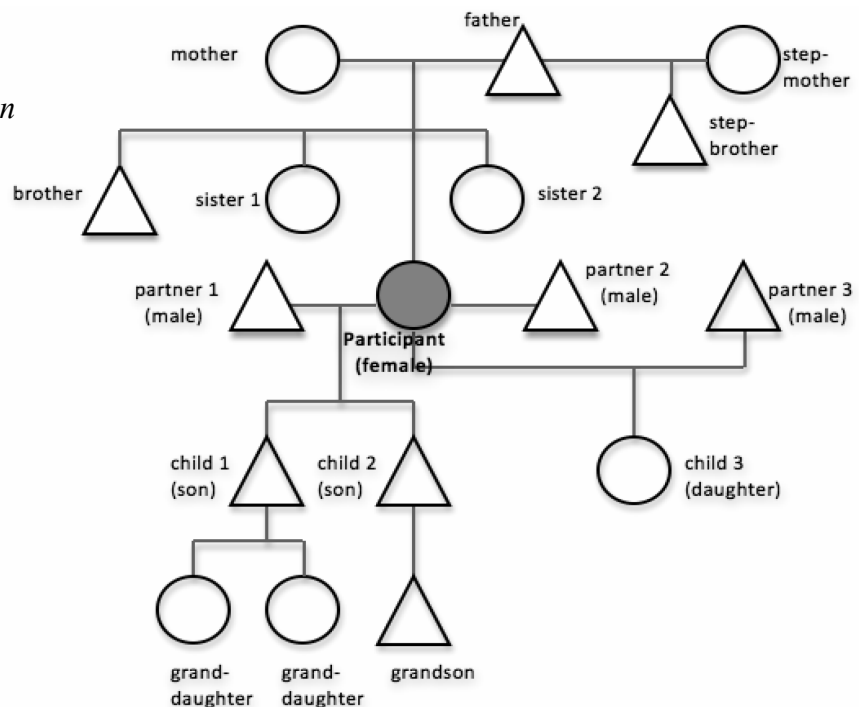 father
mother
step-
mother
n
step-
brother
brother
sister 1
sister 2
partner 1
(male)
partner 2
(male)
partner 3
(male)
Participant
(female)
child 1
(son)
child 2
(son)
child 3
(daughter)
grand-
daughter
grand-
daughter
grandson